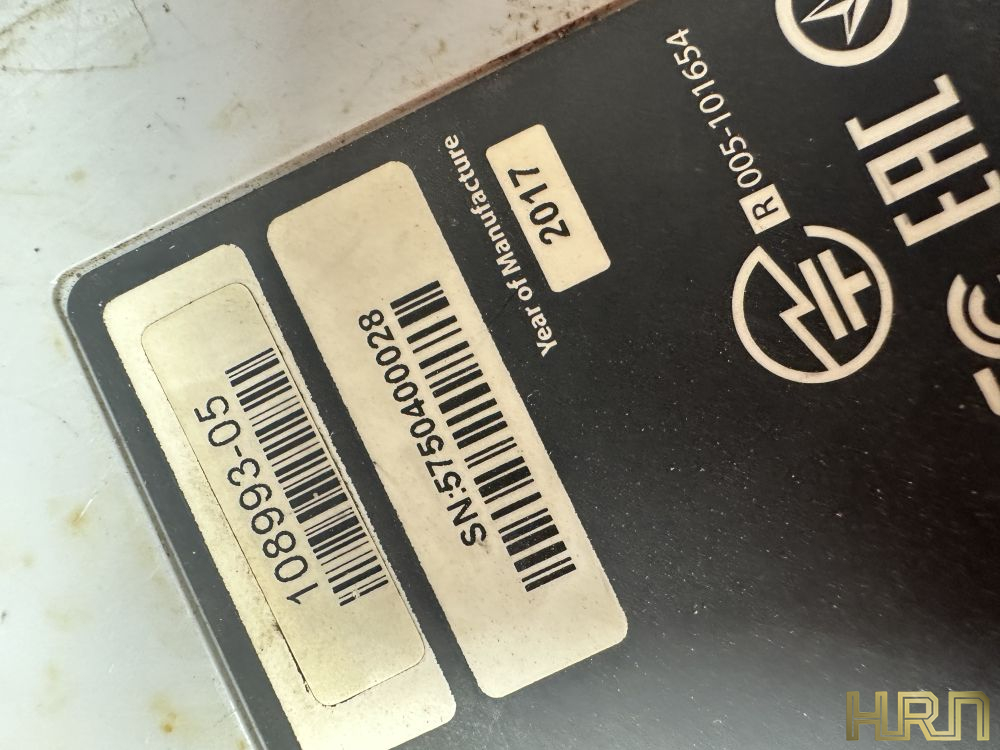 108993-05
SN:5750400028
Year of Manufacture
2017
R 005-101654
EAC
HRN